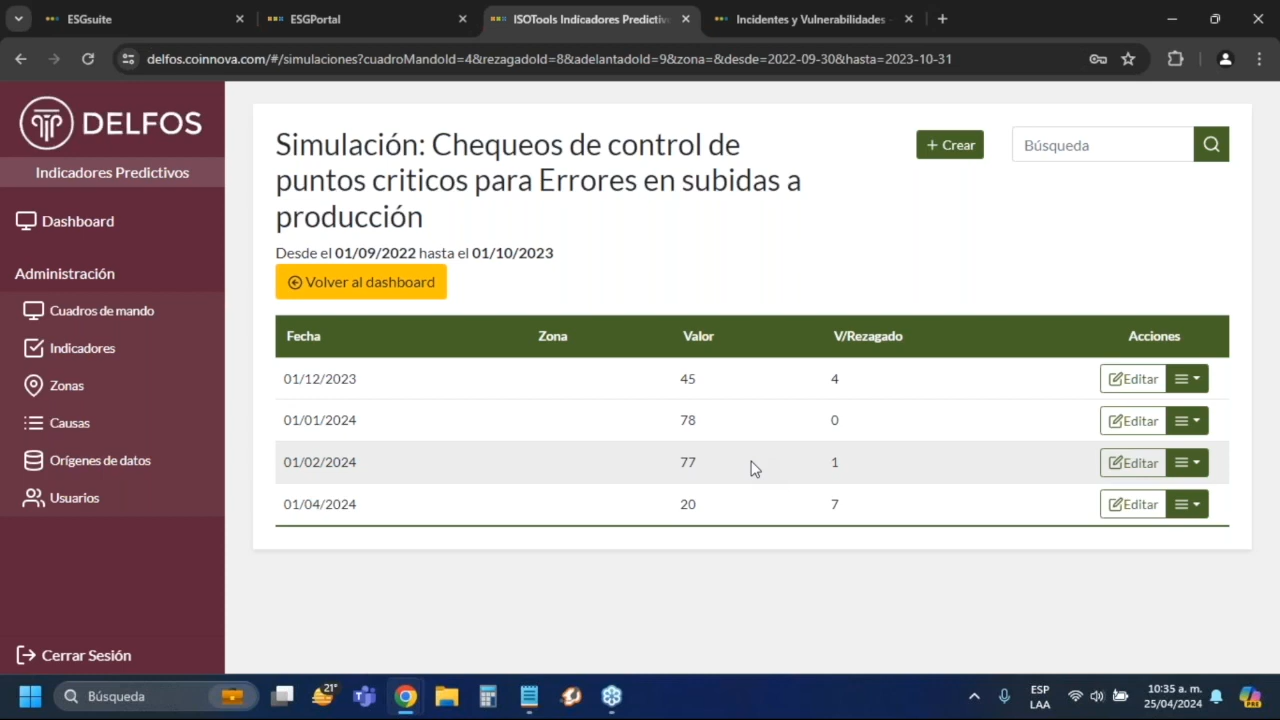 ESGsuite
ESGPortal
ISOTools Indicadores Predictiv
Incidentes y Vulnerabilidades
delfos.coinnova.com/#/simulaciones?cuadroMandoId=4&rezagadoId=8&adelantadoId=9&zona=&desde=2022-09-30&hasta=2023-10-31
DELFOS
Indicadores Predictivos
Dashboard
Administración
Cuadros de mando
Indicadores
Zonas
Causas
Orígenes de datos
Usuarios
Cerrar Sesión
Simulación: Chequeos de control de
puntos criticos para Errores en subidas a
producción
Crear
Búsqueda
Desde el 01/09/2022 hasta el 01/10/2023
Volver al dashboard
Fecha Zona Valor V/Rezagado Acciones
01/12/2023 45 4 Editar
01/01/2024 78 0 Editar
01/02/2024 77 1 Editar
01/04/2024 20 7 Editar
Búsqueda
21°
ESP
LAA
10:35 a. m.
25/04/2024
PRE